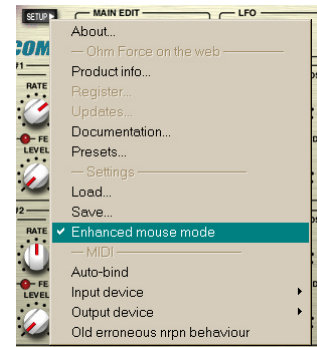 SETUP MAIN EDIT LFO
About...
Ohm Force on the web
Product info...
#1
RATE
Register...
Updates...
Documentation...
FE
LEVEL
Presets...
Settings
Load...
Save...
#2
RATE
Enhanced mouse mode
MIDI
Auto-bind
FE
LEVEL
Input device
Output device
Old erroneous nrpn behaviour